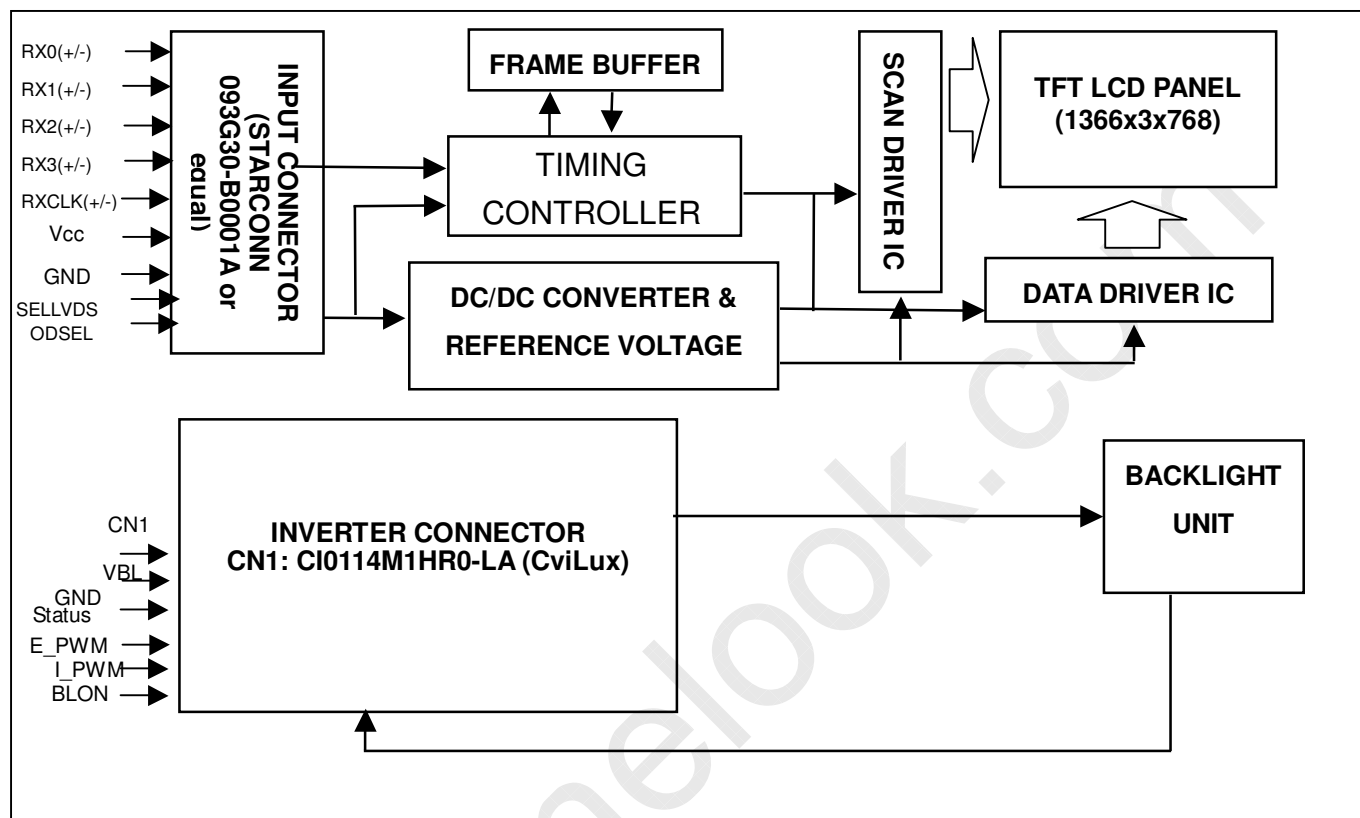 RX0(+/-)
RX1(+/-)
RX2(+/-)
RX3(+/-)
RXCLK(+/-)
Vcc
GND
SELLVDS
ODSEL
INPUT CONNECTOR
(STARCONN
093G30-B0001A or
equal)
FRAME BUFFER
TIMING
CONTROLLER
DC/DC CONVERTER &
REFERENCE VOLTAGE
SCAN DRIVER IC
TFT LCD PANEL
(1366x3x768)
DATA DRIVER IC
CN1
VBL
GND
Status
E_PWM
I_PWM
BLON
INVERTER CONNECTOR
CN1: CI0114M1HR0-LA (CviLux)
BACKLIGHT
UNIT
nelook.com